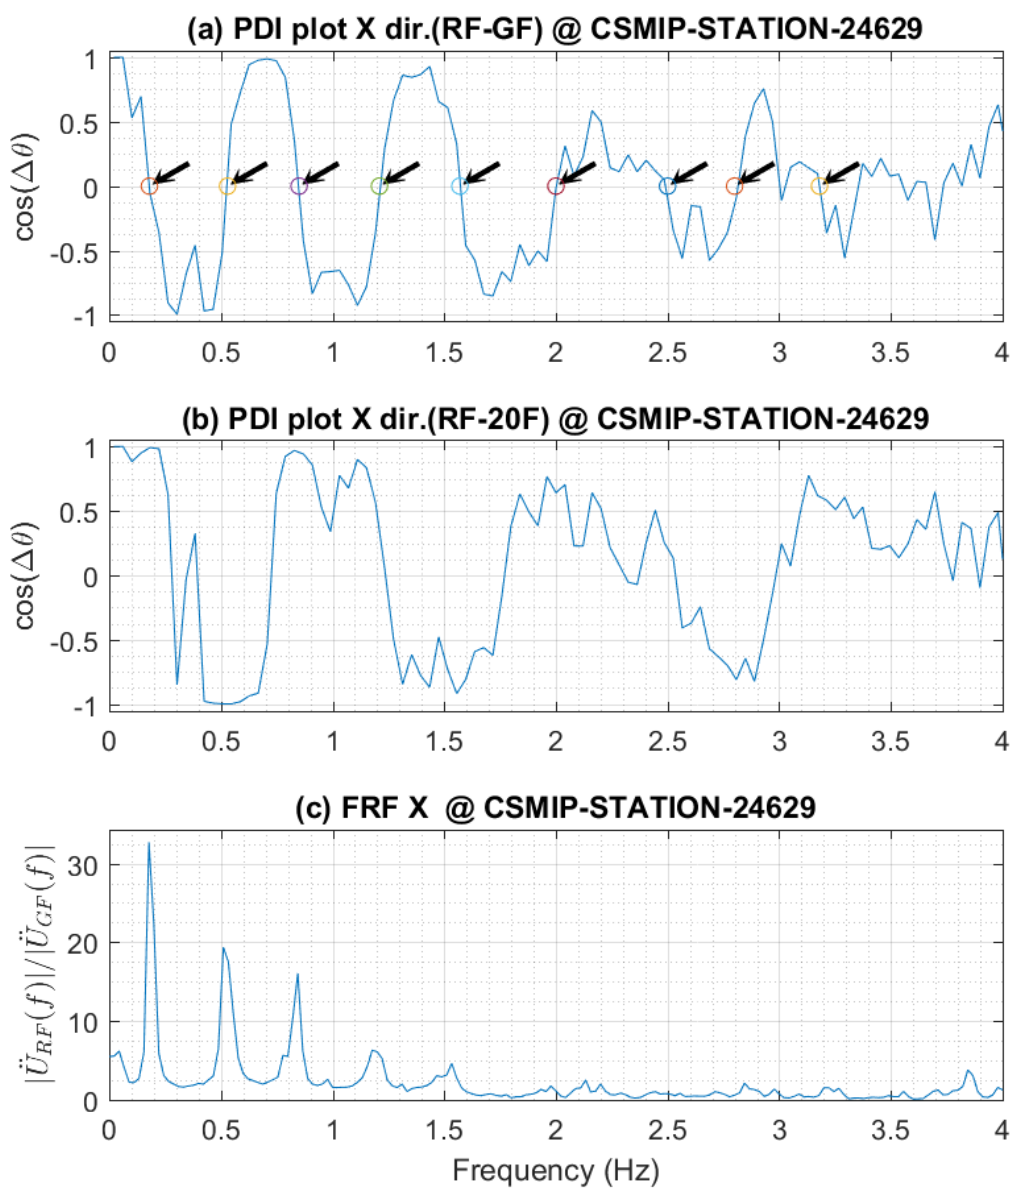 (a) PDI plot X dir.(RF-GF) @ CSMIP-STATION-24629
cos(Δθ)
1
0.5
0
-0.5
-1
0 0.5 1 1.5 2 2.5 3 3.5 4
(b) PDI plot X dir.(RF-20F) @ CSMIP-STATION-24629
cos(Δθ)
1
0.5
0
-0.5
-1
0 0.5 1 1.5 2 2.5 3 3.5 4
(c) FRF X @ CSMIP-STATION-24629
|Ü_{RF}(f)|/|Ü_{GF}(f)|
30
20
10
0
0 0.5 1 1.5 2 2.5 3 3.5 4
Frequency (Hz)